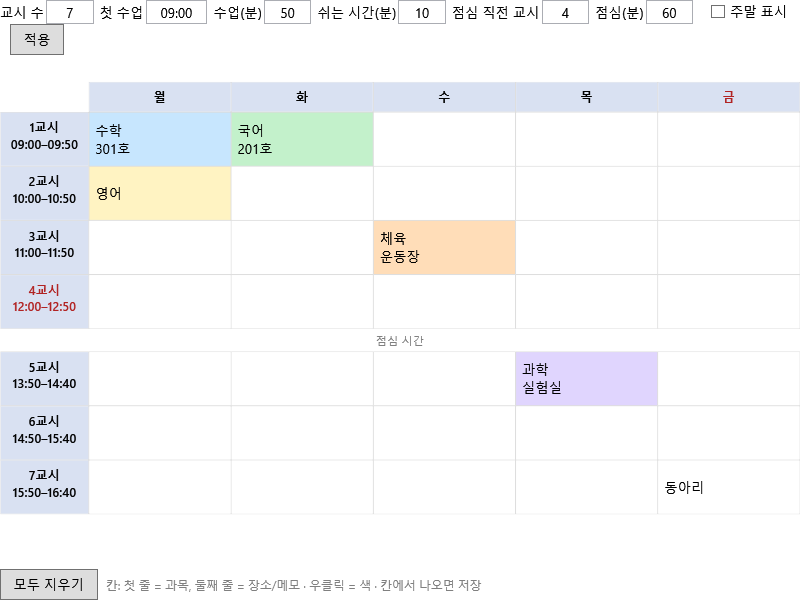 교시 수 7 첫 수업 09:00 수업(분) 50 쉬는 시간(분) 10 점심 직전 교시 4 점심(분) 60 주말 표시
적용
월 화 수 목 금
1교시
09:00–09:50
수학
301호
국어
201호
2교시
10:00–10:50
영어
3교시
11:00–11:50
체육
운동장
4교시
12:00–12:50
점심 시간
5교시
13:50–14:40
과학
실험실
6교시
14:50–15:40
7교시
15:50–16:40
동아리
모두 지우기
칸: 첫 줄 = 과목, 둘째 줄 = 장소/메모 · 우클릭 = 색 · 칸에서 나오면 저장